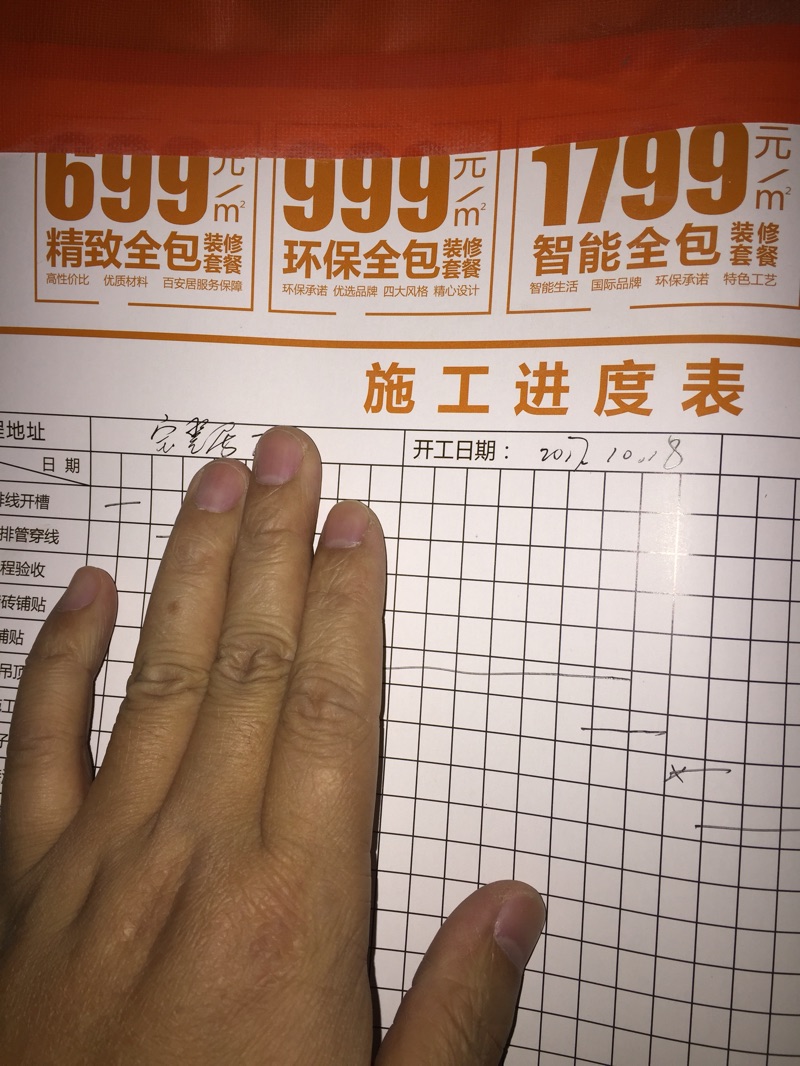 699元/m²
精致全包装修套餐
高性价比 优质材料 百安居服务保障
999元/m²
环保全包装修套餐
环保承诺 优选品牌 四大风格 精心设计
1799元/m²
智能全包装修套餐
智能生活 国际品牌 环保承诺 特色工艺
施工进度表
地址
开工日期： 2017.10.18
日期
线开槽
排管穿线
程验收
砖铺贴
铺贴
吊顶